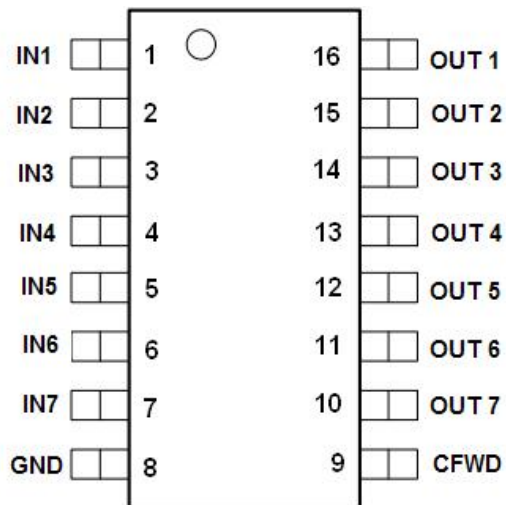 IN1 1 16 OUT 1
IN2 2 15 OUT 2
IN3 3 14 OUT 3
IN4 4 13 OUT 4
IN5 5 12 OUT 5
IN6 6 11 OUT 6
IN7 7 10 OUT 7
GND 8 9 CFWD